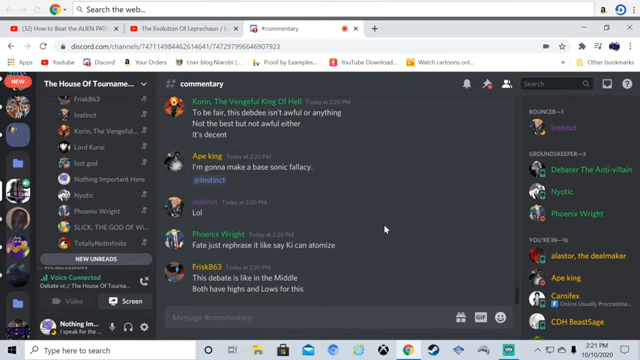 Search the web...
(32) How to Beat the ALIEN PAT
The Evolution Of Leprechaun / L
#commentary
discord.com/channels/747114984462614641/747297996646907923
Apps
YouTube
User blog:Narobi (
Proof by Examples...
YouTube
Watch cartoons onl...
Other bookmarks
NEW
The House Of Tourname...
Frisk863
Instinct
Korin, The Vengeful...
Lord Kurai
lost god
Nothing Important Here
Nyotic
Phoenix Wright
SLICK, THE GOD OF Wi...
TotallyNotInfinite
NEW UNREADS
Voice Connected
Debate vc / The House Of Tourna...
Video
Screen
Nothing Im...
I speak for the...
# commentary
Search
Korin, The Vengeful King Of Hell Today at 2:20 PM
To be fair, this debdee isn't awful or anything
Not the best but not awful either
It's decent
Ape king Today at 2:20 PM
I'm gonna make a base sonic fallacy.
@Instinct
Instinct Today at 2:20 PM
Lol
Phoenix Wright Today at 2:20 PM
Fate just rephrase it like say Ki can atomize
Frisk863 Today at 2:20 PM
This debate is like in the Middle
Both have highs and Lows for this
Message #commentary
GIF
BOUNCER—1
Instinct
GROUNDSKEEPER—3
Debater The Anti-villain
Nyotic
Phoenix Wright
YOU'RE IN—16
alastor, the dealmaker
Ape king
Carnifex
Online Usually Procrastina...
CDH BeastSage
Type here to search
2:21 PM
10/10/2020